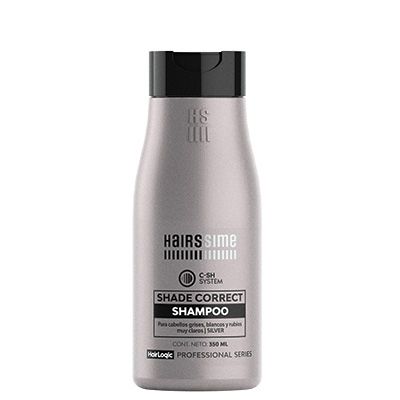 HS
HAIRSSIME
C-SH
SYSTEM
SHADE CORRECT
SHAMPOO
Para cabellos grises, blancos y rubios
muy claros | SILVER
CONT. NETO: 350 ML
HairLogic PROFESSIONAL SERIES